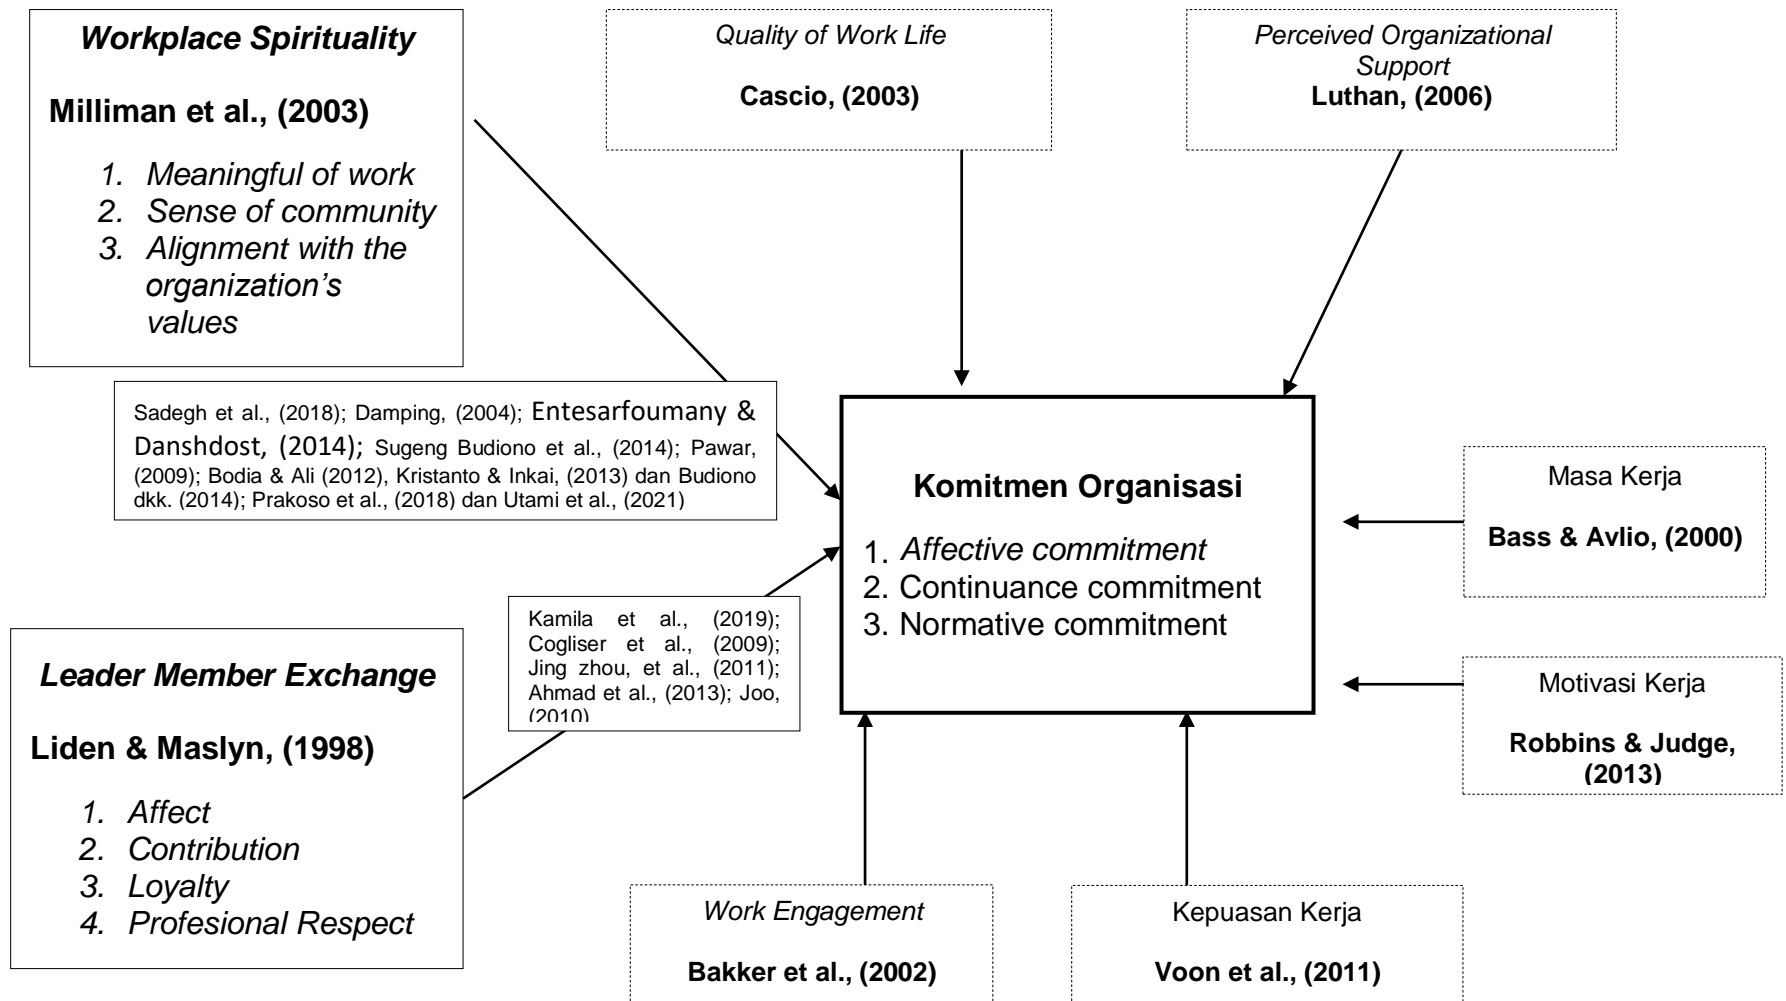 Workplace Spirituality
Milliman et al., (2003)
1. Meaningful of work
2. Sense of community
3. Alignment with the
organization’s
values
Quality of Work Life
Cascio, (2003)
Perceived Organizational
Support
Luthan, (2006)
Sadegh et al., (2018); Damping, (2004); Entesarfoumany &
Danshdost, (2014); Sugeng Budiono et al., (2014); Pawar,
(2009); Bodia & Ali (2012), Kristanto & Inkai, (2013) dan Budiono
dkk. (2014); Prakoso et al., (2018) dan Utami et al., (2021)
Komitmen Organisasi
1. Affective commitment
2. Continuance commitment
3. Normative commitment
Masa Kerja
Bass & Avlio, (2000)
Kamila et al., (2019);
Cogliser et al., (2009);
Jing zhou, et al., (2011);
Ahmad et al., (2013); Joo,
(2010)
Leader Member Exchange
Liden & Maslyn, (1998)
1. Affect
2. Contribution
3. Loyalty
4. Profesional Respect
Motivasi Kerja
Robbins & Judge,
(2013)
Work Engagement
Bakker et al., (2002)
Kepuasan Kerja
Voon et al., (2011)